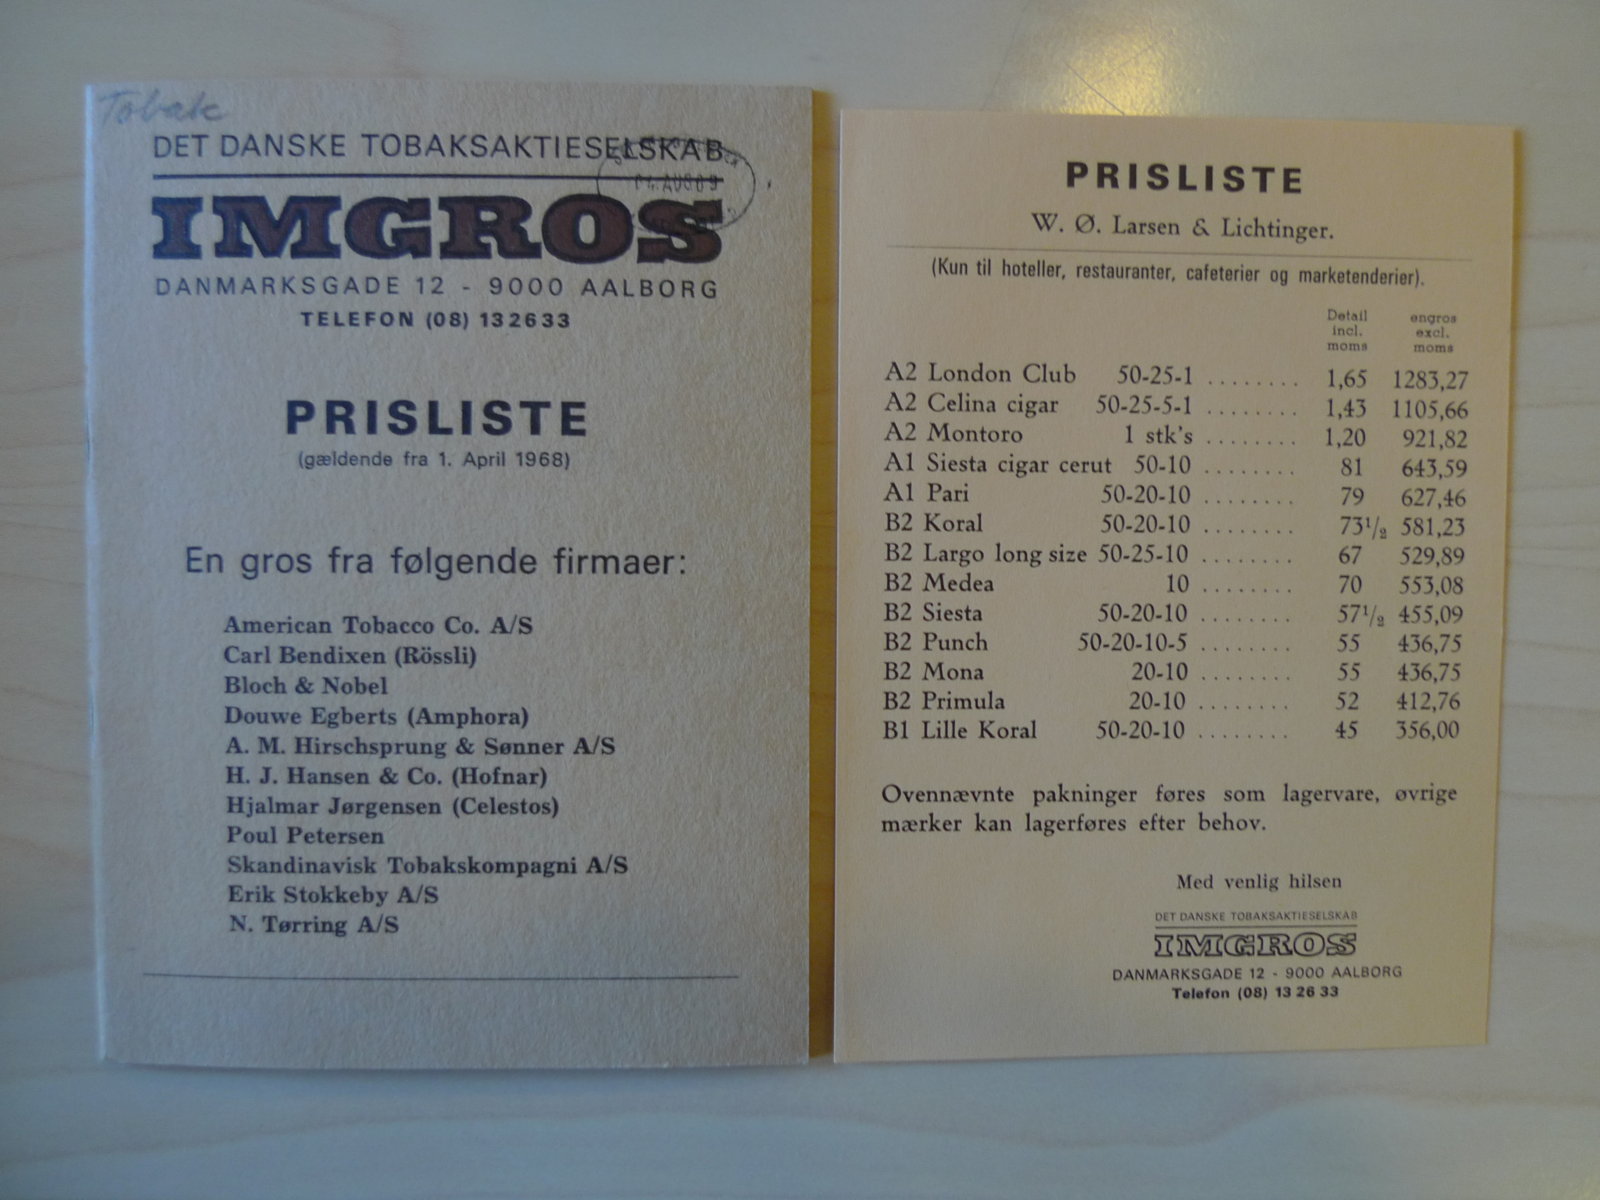 Tobak
DET DANSKE TOBAKSAKTIESELSKAB
04. AUG 69
IMGROS
DANMARKSGADE 12 - 9000 AALBORG
TELEFON (08) 132633
PRISLISTE
(gældende fra 1. April 1968)
En gros fra følgende firmaer:
American Tobacco Co. A/S
Carl Bendixen (Rössli)
Bloch & Nobel
Douwe Egberts (Amphora)
A. M. Hirschsprung & Sønner A/S
H. J. Hansen & Co. (Hofnar)
Hjalmar Jørgensen (Celestos)
Poul Petersen
Skandinavisk Tobakskompagni A/S
Erik Stokkeby A/S
N. Tørring A/S
PRISLISTE
W. Ø. Larsen & Lichtinger.
(Kun til hoteller, restauranter, cafeterier og marketenderier).
Detail engros
incl. excl.
moms moms
A2 London Club 50-25-1 ........ 1,65 1283,27
A2 Celina cigar 50-25-5-1 ........ 1,43 1105,66
A2 Montoro 1 stk's ........ 1,20 921,82
A1 Siesta cigar cerut 50-10 ........ 81 643,59
A1 Pari 50-20-10 ........ 79 627,46
B2 Koral 50-20-10 ........ 73½ 581,23
B2 Largo long size 50-25-10 ........ 67 529,89
B2 Medea 10 ........ 70 553,08
B2 Siesta 50-20-10 ........ 57½ 455,09
B2 Punch 50-20-10-5 ........ 55 436,75
B2 Mona 20-10 ........ 55 436,75
B2 Primula 20-10 ........ 52 412,76
B1 Lille Koral 50-20-10 ........ 45 356,00
Ovennævnte pakninger føres som lagervare, øvrige
mærker kan lagerføres efter behov.
Med venlig hilsen
DET DANSKE TOBAKSAKTIESELSKAB
IMGROS
DANMARKSGADE 12 - 9000 AALBORG
Telefon (08) 13 26 33